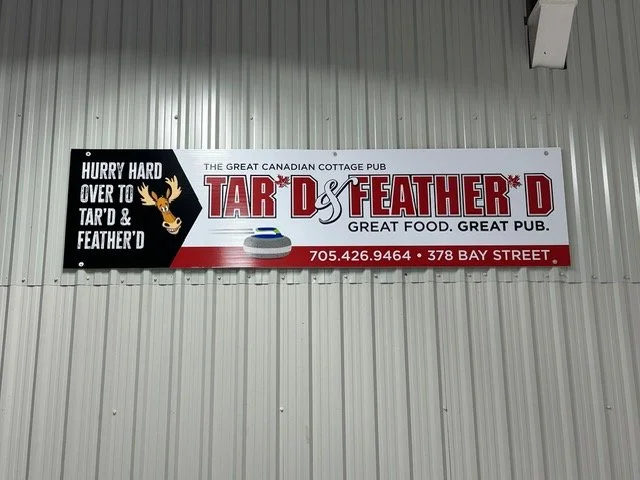 HURRY HARD
OVER TO
TAR'D &
FEATHER'D
THE GREAT CANADIAN COTTAGE PUB
TAR'D & FEATHER'D
GREAT FOOD. GREAT PUB.
705.426.9464 • 378 BAY STREET